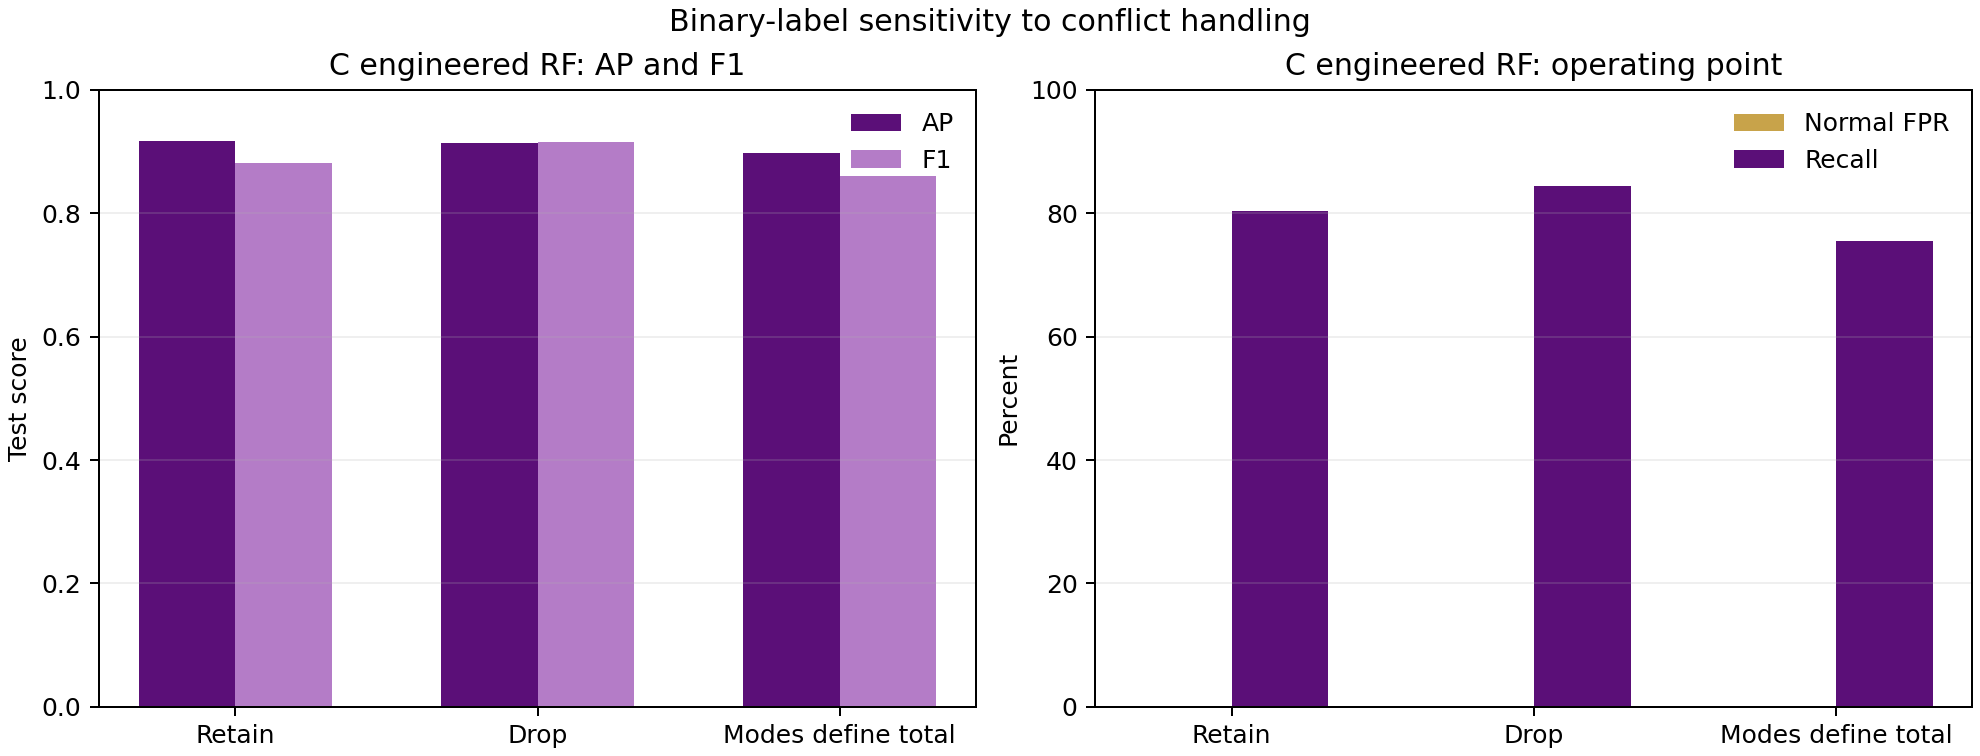 Binary-label sensitivity to conflict handling
C engineered RF: AP and F1
Test score
1.0
0.8
0.6
0.4
0.2
0.0
AP
F1
Retain
Drop
Modes define total
C engineered RF: operating point
Percent
100
80
60
40
20
0
Normal FPR
Recall
Retain
Drop
Modes define total